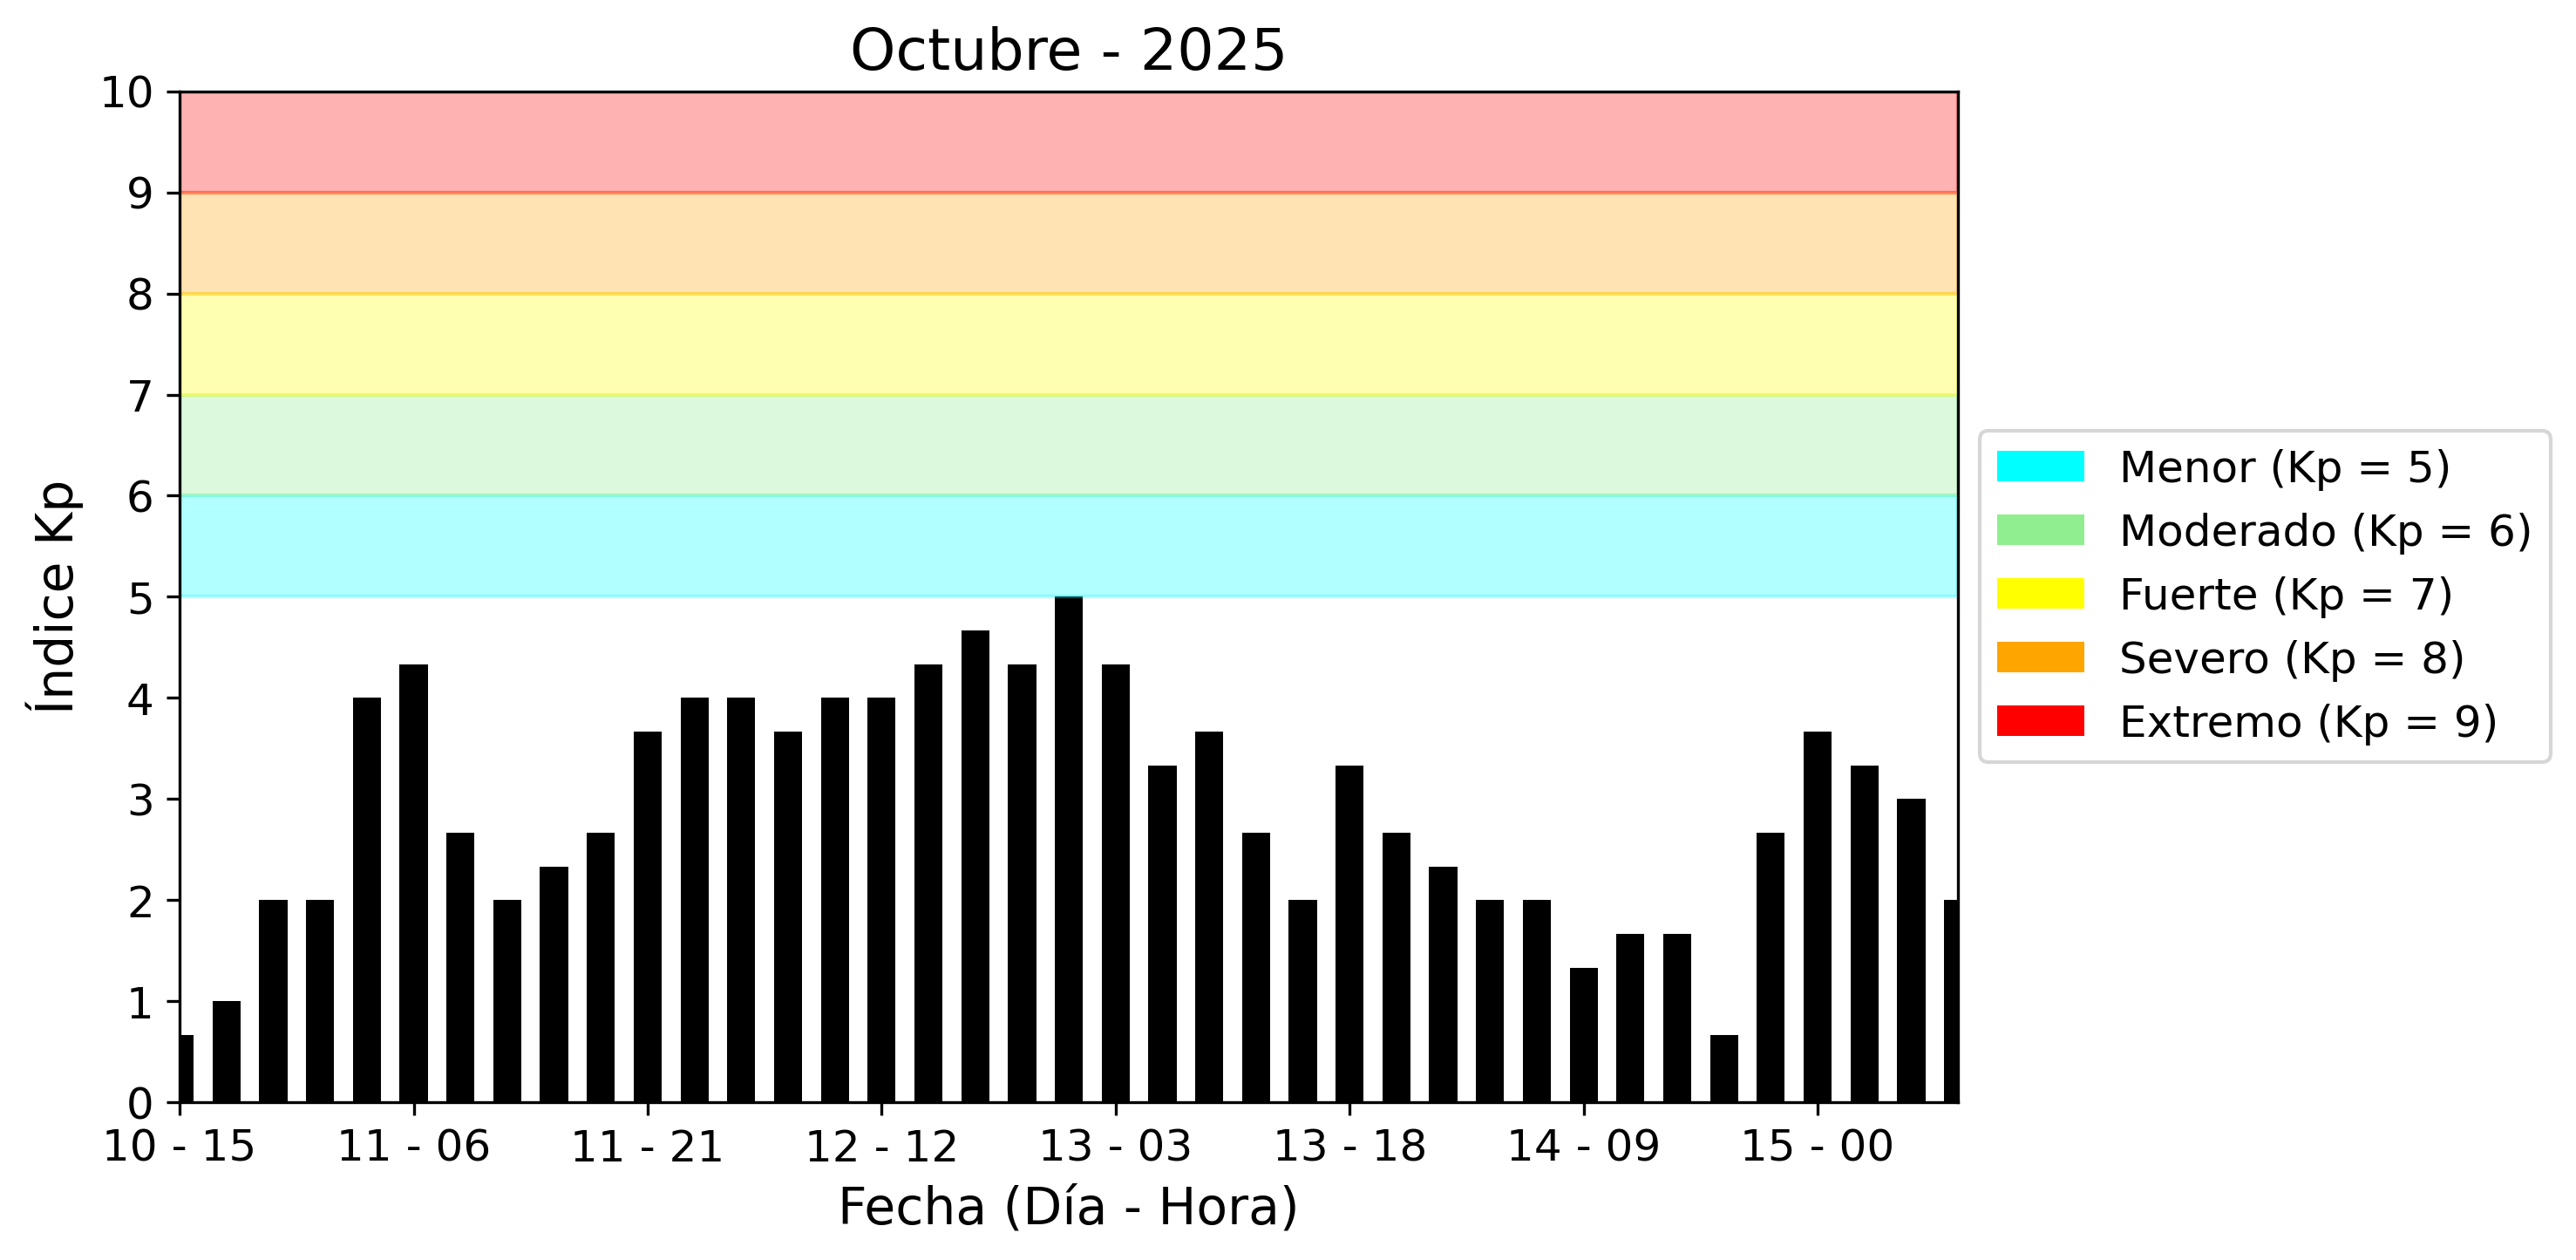 Octubre - 2025
10
9
8
7
6
5
4
3
2
1
0
Índice Kp
10 - 15 11 - 06 11 - 21 12 - 12 13 - 03 13 - 18 14 - 09 15 - 00
Fecha (Día - Hora)
Menor (Kp = 5)
Moderado (Kp = 6)
Fuerte (Kp = 7)
Severo (Kp = 8)
Extremo (Kp = 9)